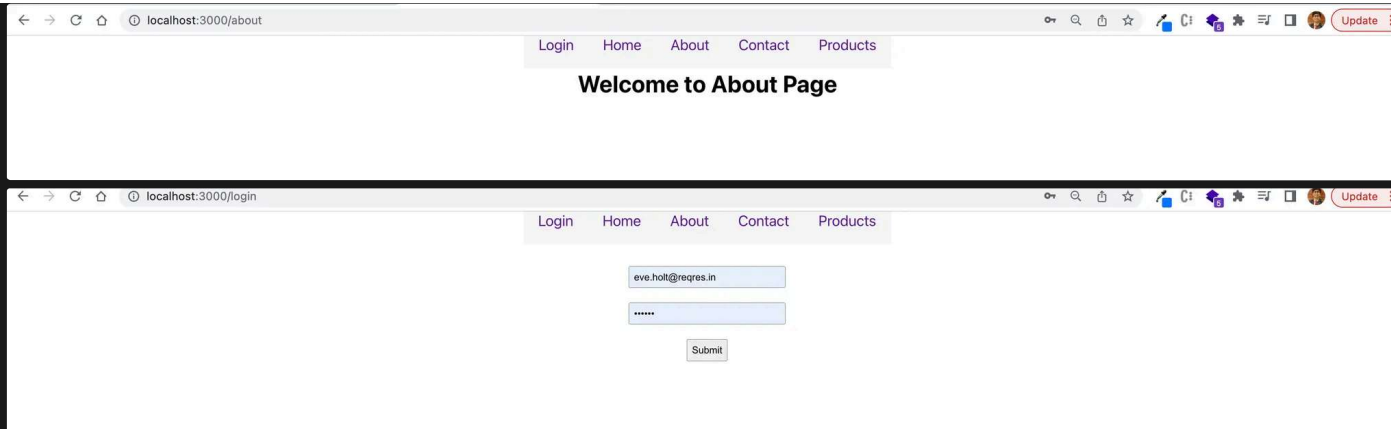 localhost:3000/about
Update
Login Home About Contact Products
Welcome to About Page
localhost:3000/login
Update
Login Home About Contact Products
eve.holt@reqres.in
••••••
Submit